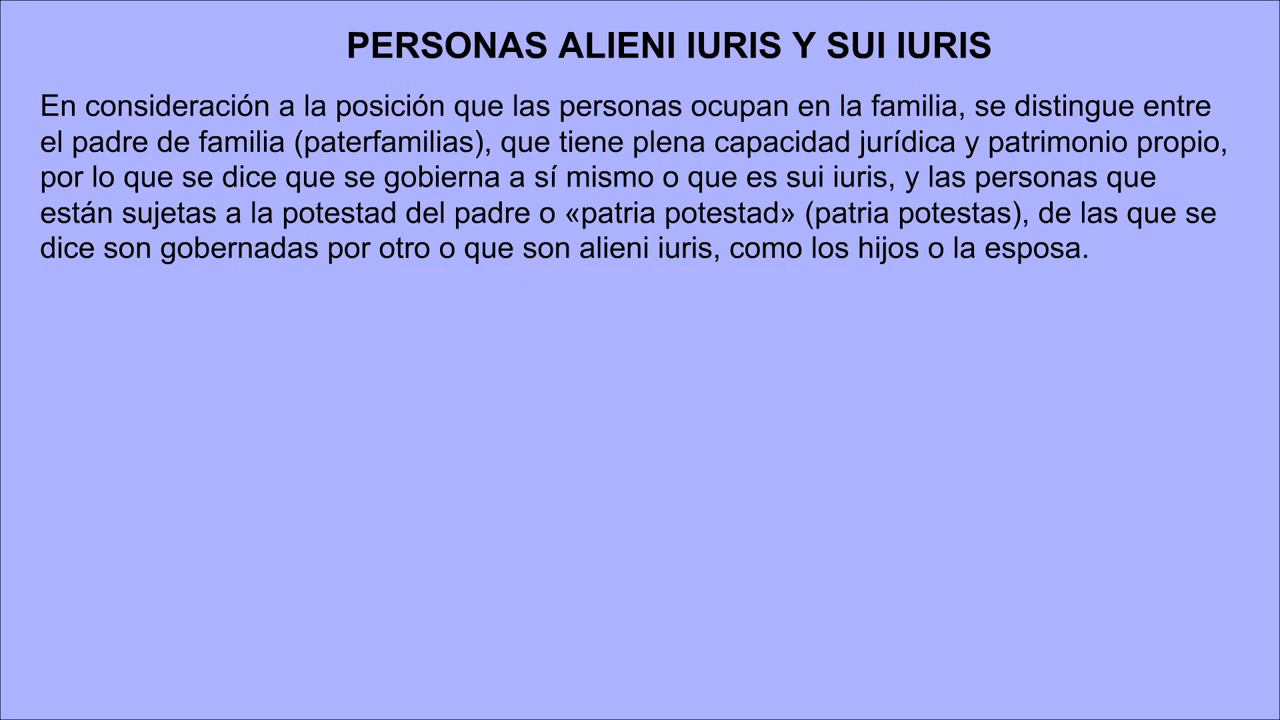 PERSONAS ALIENI IURIS Y SUI IURIS
En consideración a la posición que las personas ocupan en la familia, se distingue entre
el padre de familia (paterfamilias), que tiene plena capacidad jurídica y patrimonio propio,
por lo que se dice que se gobierna a sí mismo o que es sui iuris, y las personas que
están sujetas a la potestad del padre o «patria potestad» (patria potestas), de las que se
dice son gobernadas por otro o que son alieni iuris, como los hijos o la esposa.